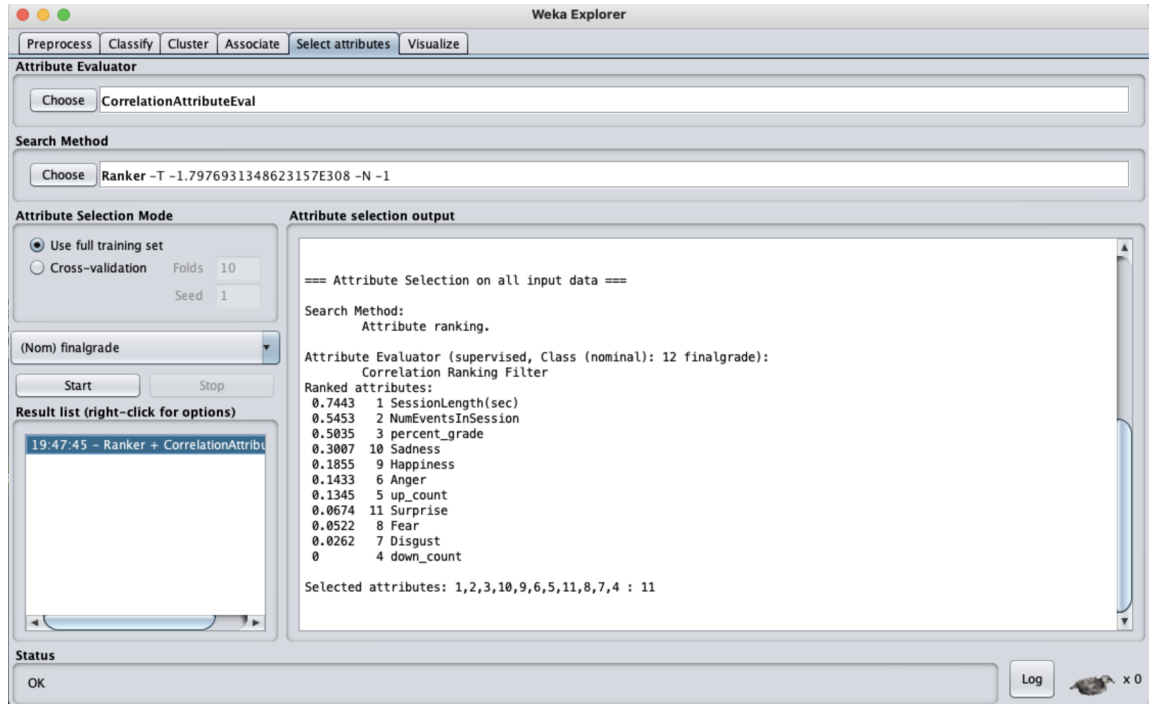 Weka Explorer
Preprocess Classify Cluster Associate Select attributes Visualize
Attribute Evaluator
Choose CorrelationAttributeEval
Search Method
Choose Ranker -T -1.7976931348623157E308 -N -1
Attribute Selection Mode
Use full training set
Cross-validation Folds 10
Seed 1
(Nom) finalgrade
Start Stop
Result list (right-click for options)
19:47:45 - Ranker + CorrelationAttribu
Attribute selection output
=== Attribute Selection on all input data ===
Search Method:
Attribute ranking.
Attribute Evaluator (supervised, Class (nominal): 12 finalgrade):
Correlation Ranking Filter
Ranked attributes:
0.7443 1 SessionLength(sec)
0.5453 2 NumEventsInSession
0.5035 3 percent_grade
0.3007 10 Sadness
0.1855 9 Happiness
0.1433 6 Anger
0.1345 5 up_count
0.0674 11 Surprise
0.0522 8 Fear
0.0262 7 Disgust
0 4 down_count
Selected attributes: 1,2,3,10,9,6,5,11,8,7,4 : 11
Status
OK
Log x 0